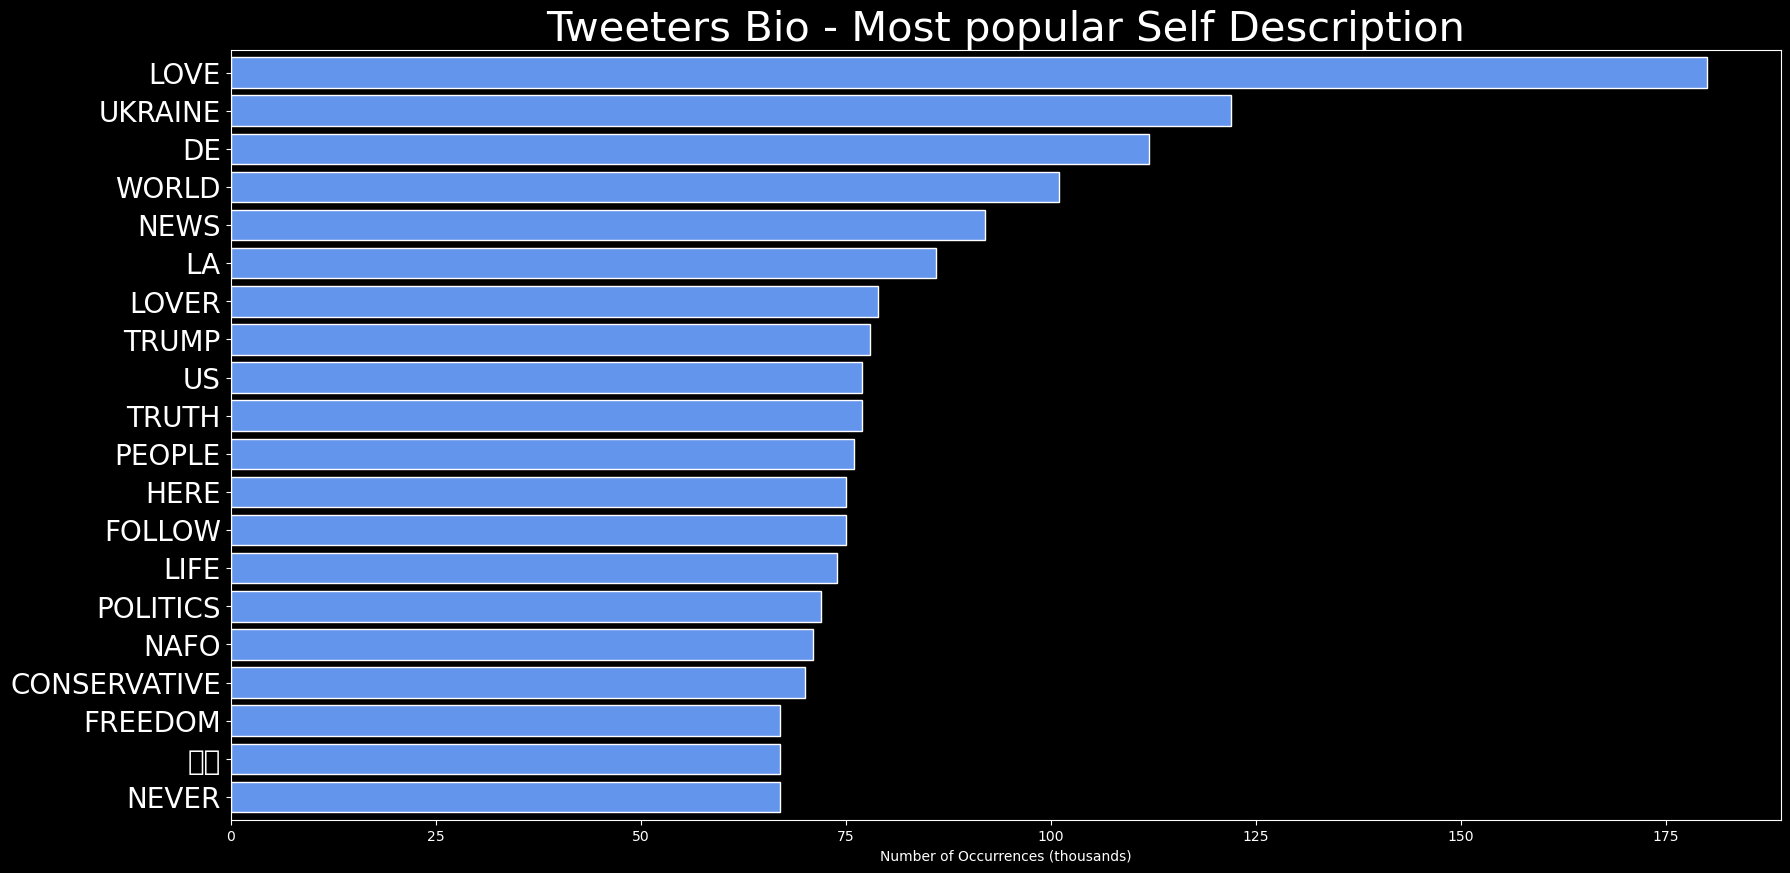 Tweeters Bio - Most popular Self Description
LOVE
UKRAINE
DE
WORLD
NEWS
LA
LOVER
TRUMP
US
TRUTH
PEOPLE
HERE
FOLLOW
LIFE
POLITICS
NAFO
CONSERVATIVE
FREEDOM
NEVER
0 25 50 75 100 125 150 175
Number of Occurrences (thousands)